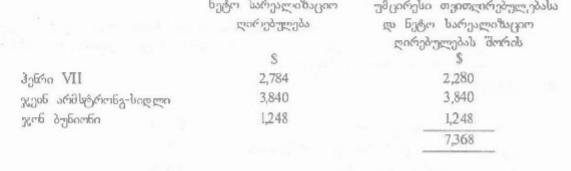 ნეტო სარეალიზაციო უმცირესი თვითღირებულებასა
ღირებულება და ნეტო სარეალიზაციო
ღირებულებას შორის
$ $
ჰენრი VII 2,784 2,280
ჯეინ არმსტრონგ-სიდლი 3,840 3,840
ჯონ ბუნიონი 1,248 1,248
7,368